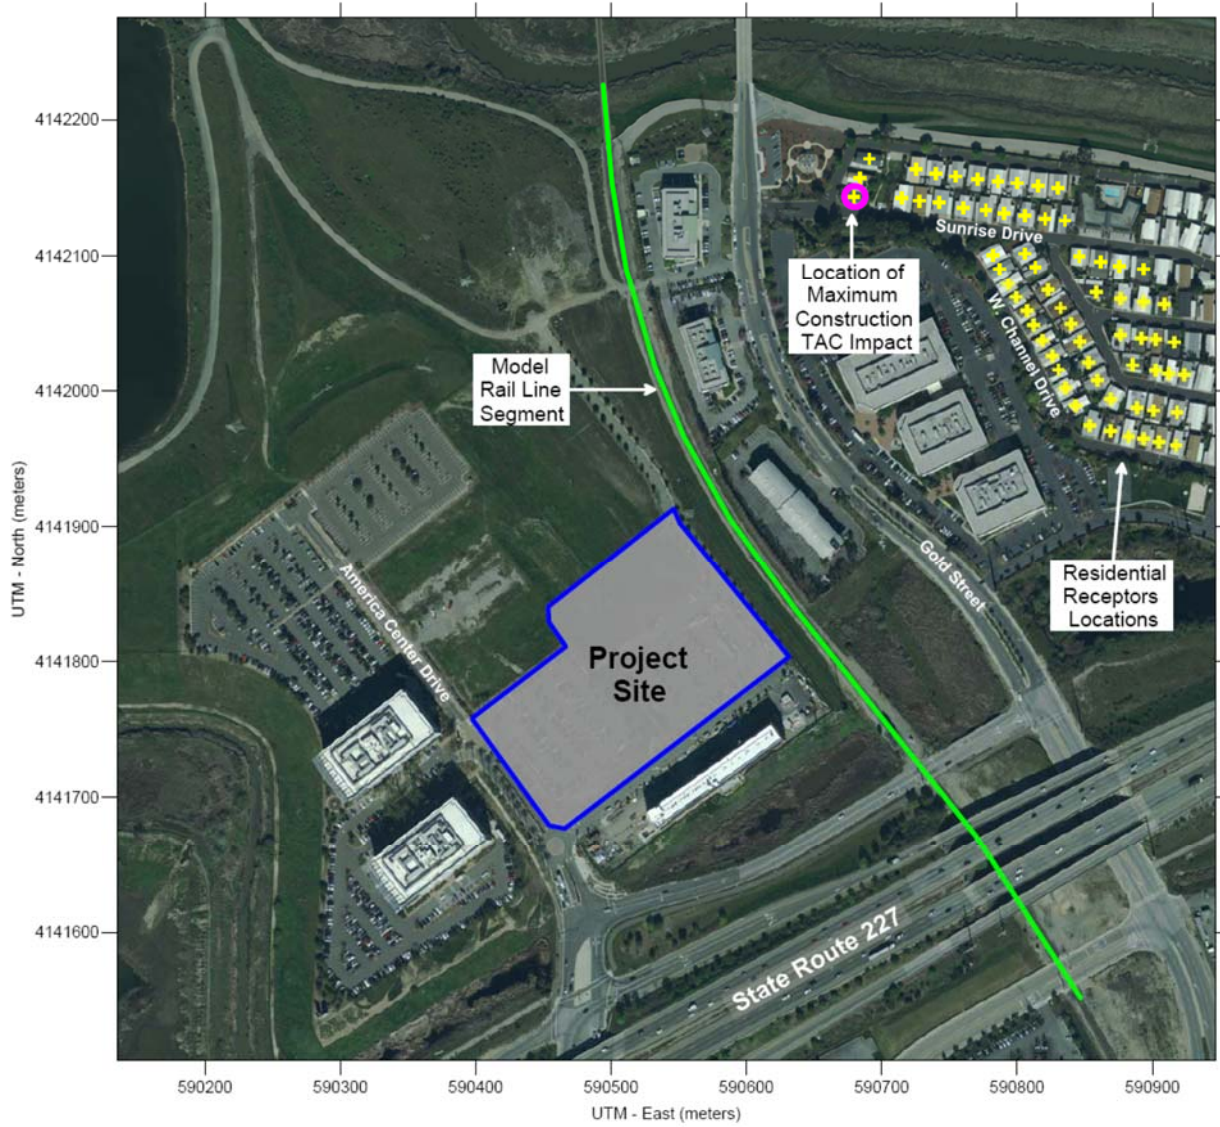 4142200
4142100
4142000
4141900
4141800
4141700
4141600
UTM - North (meters)
590200
590300
590400
590500
590600
590700
590800
590900
UTM - East (meters)
Sunrise Drive
Location of
Maximum
Construction
TAC Impact
W. Channel Drive
Model
Rail Line
Segment
Gold Street
Residential
Receptors
Locations
America Center Drive
Project
Site
State Route 227